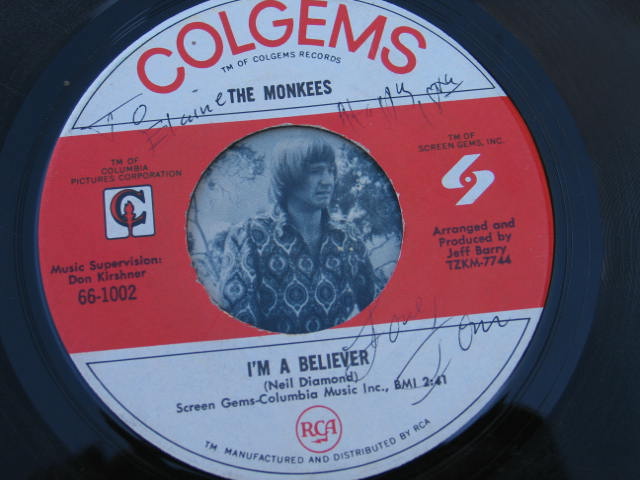 COLGEMS
TM OF COLGEMS RECORDS
To Elaine
THE MONKEES
TM OF
COLUMBIA
PICTURES CORPORATION
TM OF
SCREEN GEMS, INC.
Music Supervision:
Don Kirshner
66-1002
Arranged and
Produced by
Jeff Barry
TZKM-7744
I'M A BELIEVER
(Neil Diamond)
Screen Gems-Columbia Music Inc., BMI 2:41
Love
Tom
RCA
TM MANUFACTURED AND DISTRIBUTED BY RCA